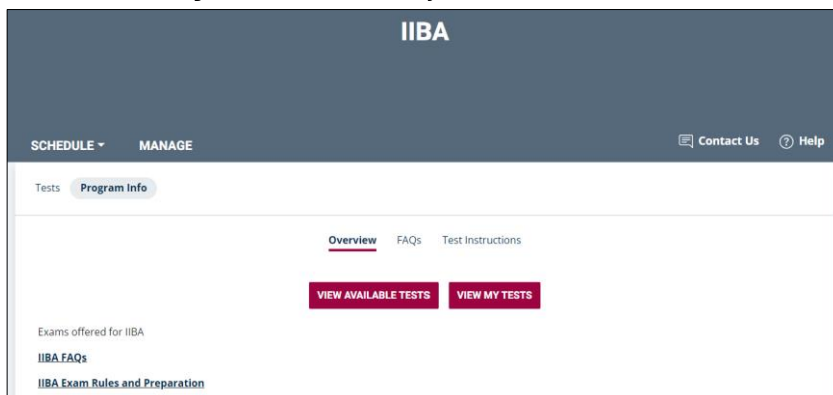 IIBA
SCHEDULE MANAGE Contact Us Help
Tests Program Info
Overview FAQs Test Instructions
VIEW AVAILABLE TESTS VIEW MY TESTS
Exams offered for IIBA
IIBA FAQs
IIBA Exam Rules and Preparation